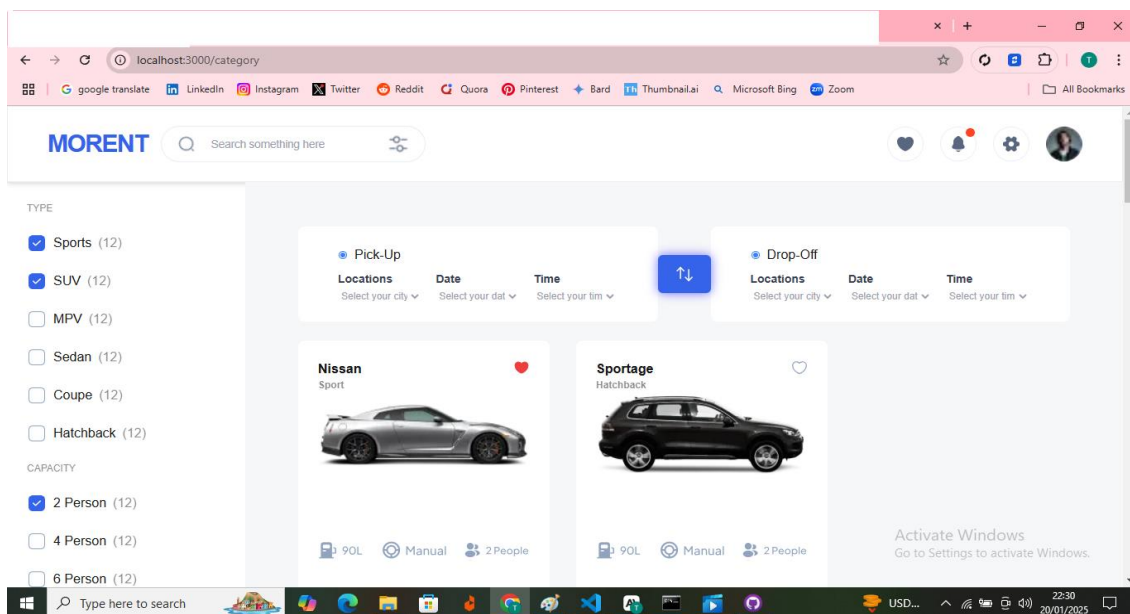 localhost:3000/category
google translate LinkedIn Instagram Twitter Reddit Quora Pinterest Bard Thumbnail.ai Microsoft Bing Zoom All Bookmarks
MORENT Search something here
TYPE
Sports (12)
SUV (12)
MPV (12)
Sedan (12)
Coupe (12)
Hatchback (12)
CAPACITY
2 Person (12)
4 Person (12)
6 Person (12)
Pick-Up
Locations Date Time
Select your city Select your dat Select your tim
Drop-Off
Locations Date Time
Select your city Select your dat Select your tim
Nissan
Sport
90L Manual 2 People
Sportage
Hatchback
90L Manual 2 People
Activate Windows
Go to Settings to activate Windows.
Type here to search
USD...
22:30
20/01/2025